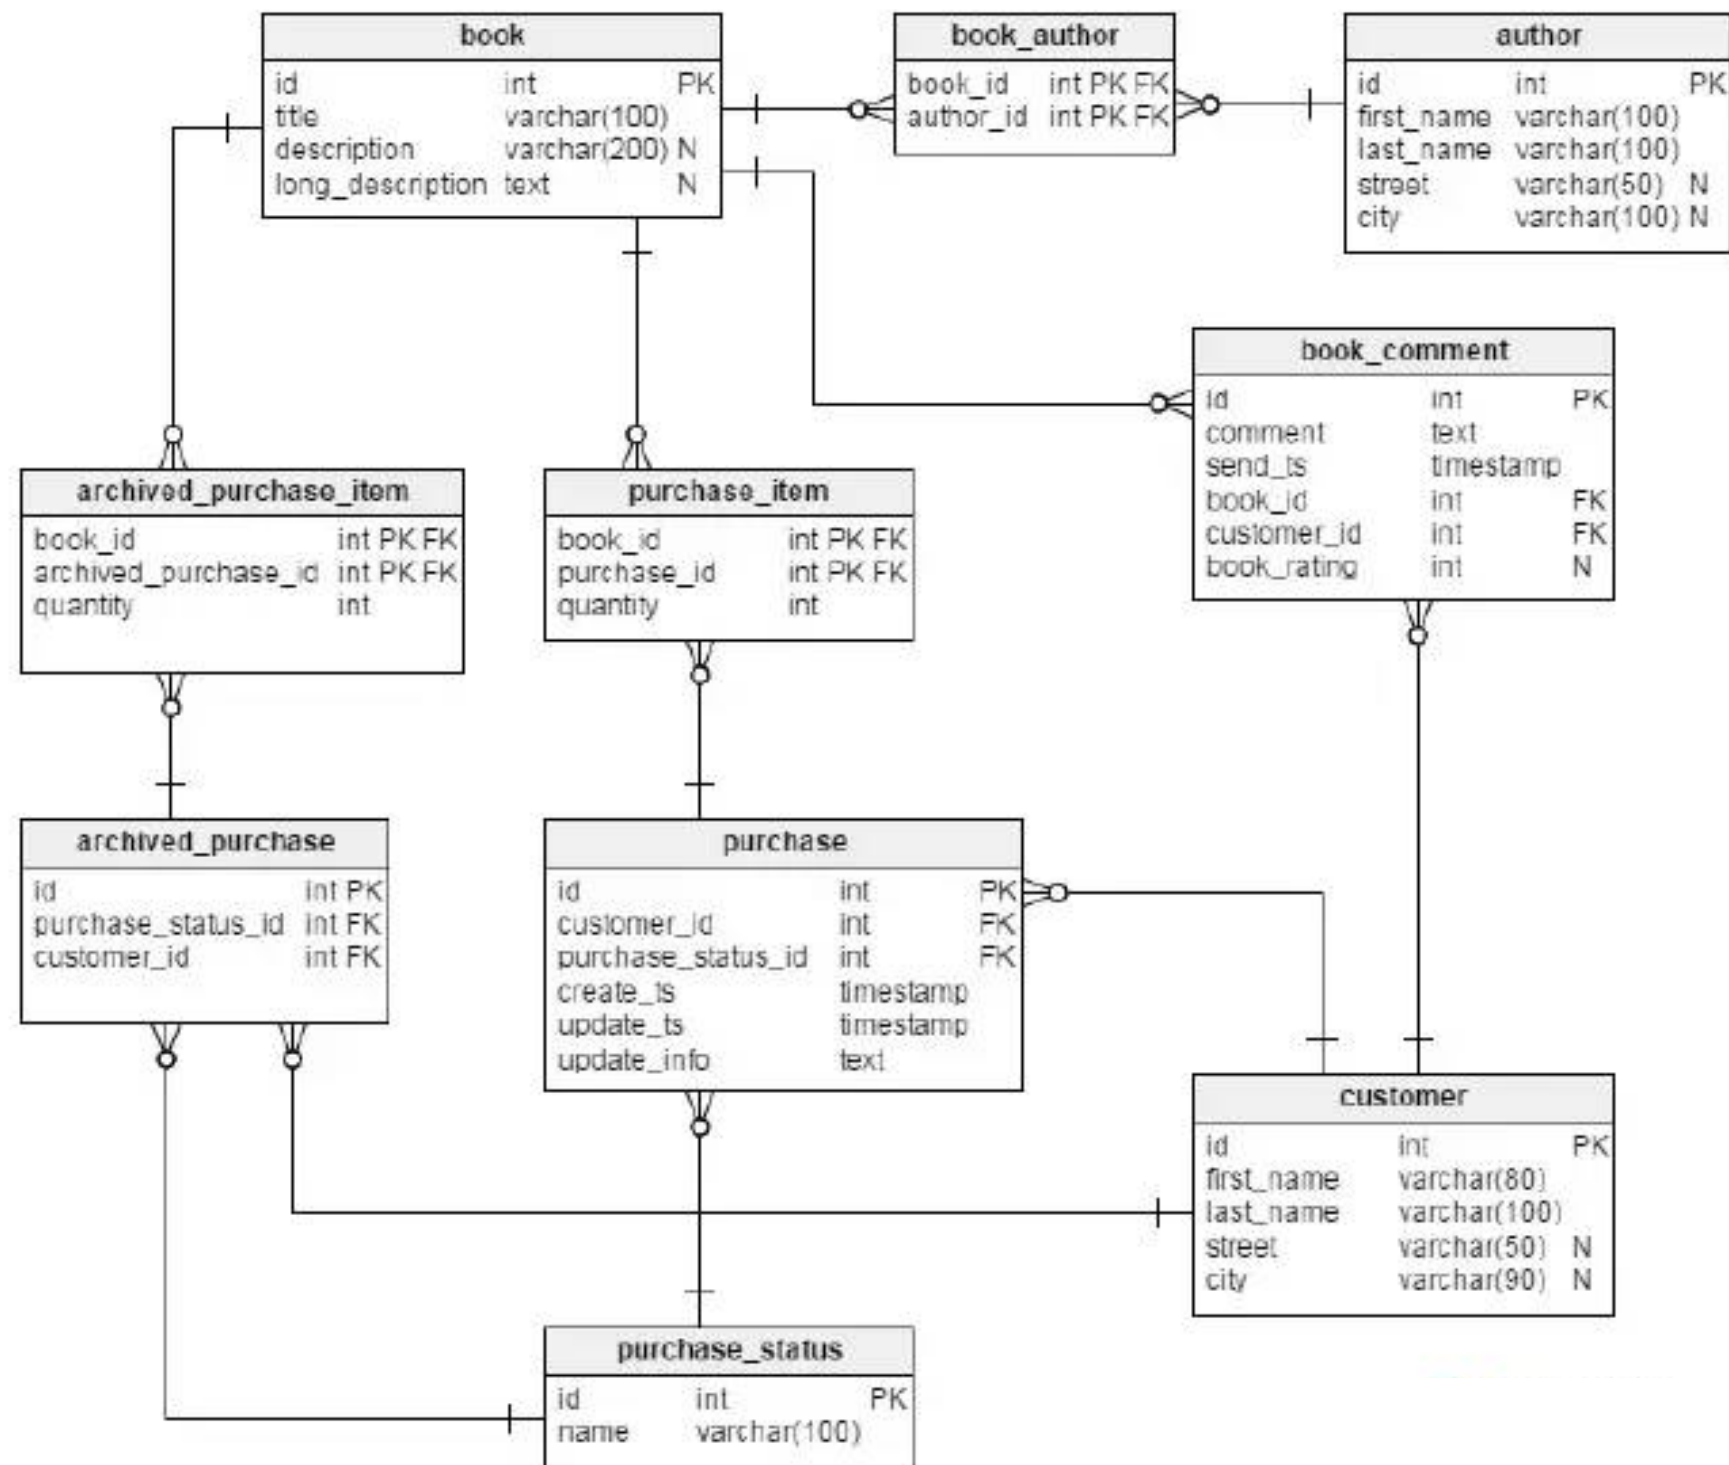 book
id int PK
title varchar(100)
description varchar(200) N
long_description text N
book_author
book_id int PK FK
author_id int PK FK
author
id int PK
first_name varchar(100)
last_name varchar(100)
street varchar(50) N
city varchar(100) N
book_comment
id int PK
comment text
send_ts timestamp
book_id int FK
customer_id int FK
book_rating int N
archived_purchase_item
book_id int PK FK
archived_purchase_id int PK FK
quantity int
purchase_item
book_id int PK FK
purchase_id int PK FK
quantity int
archived_purchase
id int PK
purchase_status_id int FK
customer_id int FK
purchase
id int PK
customer_id int FK
purchase_status_id int FK
create_ts timestamp
update_ts timestamp
update_info text
customer
id int PK
first_name varchar(80)
last_name varchar(100)
street varchar(50) N
city varchar(90) N
purchase_status
id int PK
name varchar(100)